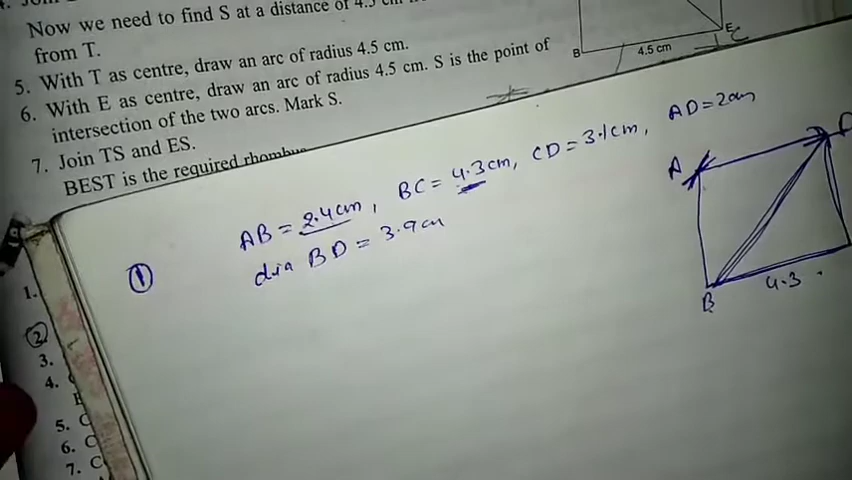 Now we need to find S at a distance of 4.5 cm
from T.
5. With T as centre, draw an arc of radius 4.5 cm.
6. With E as centre, draw an arc of radius 4.5 cm. S is the point of
intersection of the two arcs. Mark S.
7. Join TS and ES.
BEST is the required rhombus
B
4.5 cm
E
C
① AB = 2.4cm, BC = 4.3cm, CD = 3.1cm, AD = 2cm
dia BD = 3.9cm
A
B
4.3
1.
②
3.
4.
5. C
6. C
7. C